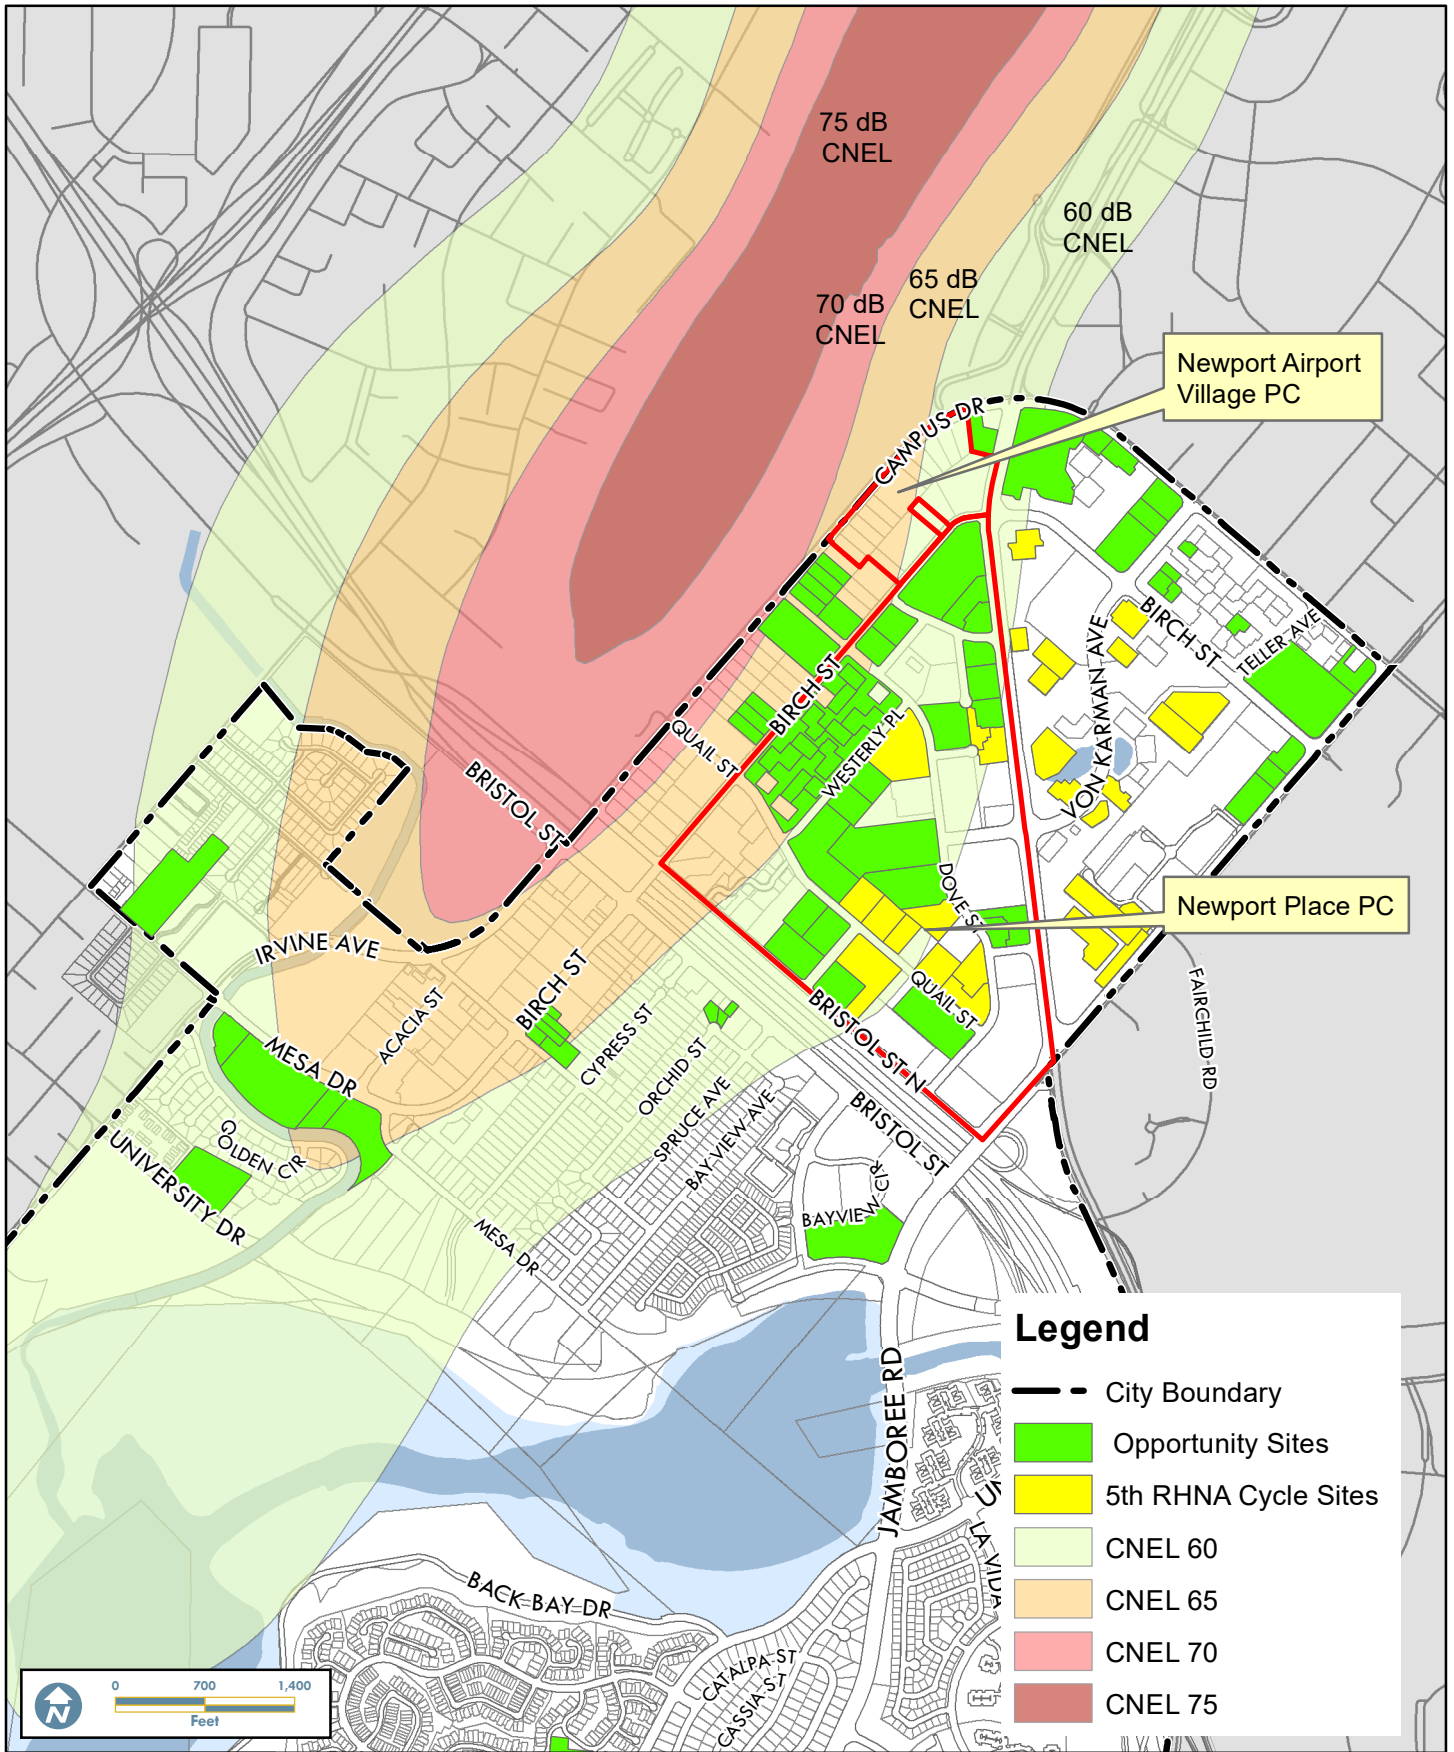 75 dB
CNEL
60 dB
CNEL
65 dB
CNEL
70 dB
CNEL
Newport Airport
Village PC
CAMPUS DR
BIRCH ST
TELLER AVE
VON KARMAN AVE
BIRCH ST
WESTERLY PL
QUAIL ST
BRISTOL ST
DOVE ST
Newport Place PC
IRVINE AVE
BIRCH ST
ACACIA ST
CYPRESS ST
QUAIL ST
FAIRCHILD RD
MESA DR
ORCHID ST
BRISTOL ST N
SPRUCE AVE
BAY VIEW AVE
BRISTOL ST
GOLDEN CIR
UNIVERSITY DR
BAYVIEW CIR
MESA DR
JAMBOREE RD
LA VIDA
BACK BAY DR
CATALPA ST
CASSIA ST
Legend
City Boundary
Opportunity Sites
5th RHNA Cycle Sites
CNEL 60
CNEL 65
CNEL 70
CNEL 75
N
0 700 1,400
Feet